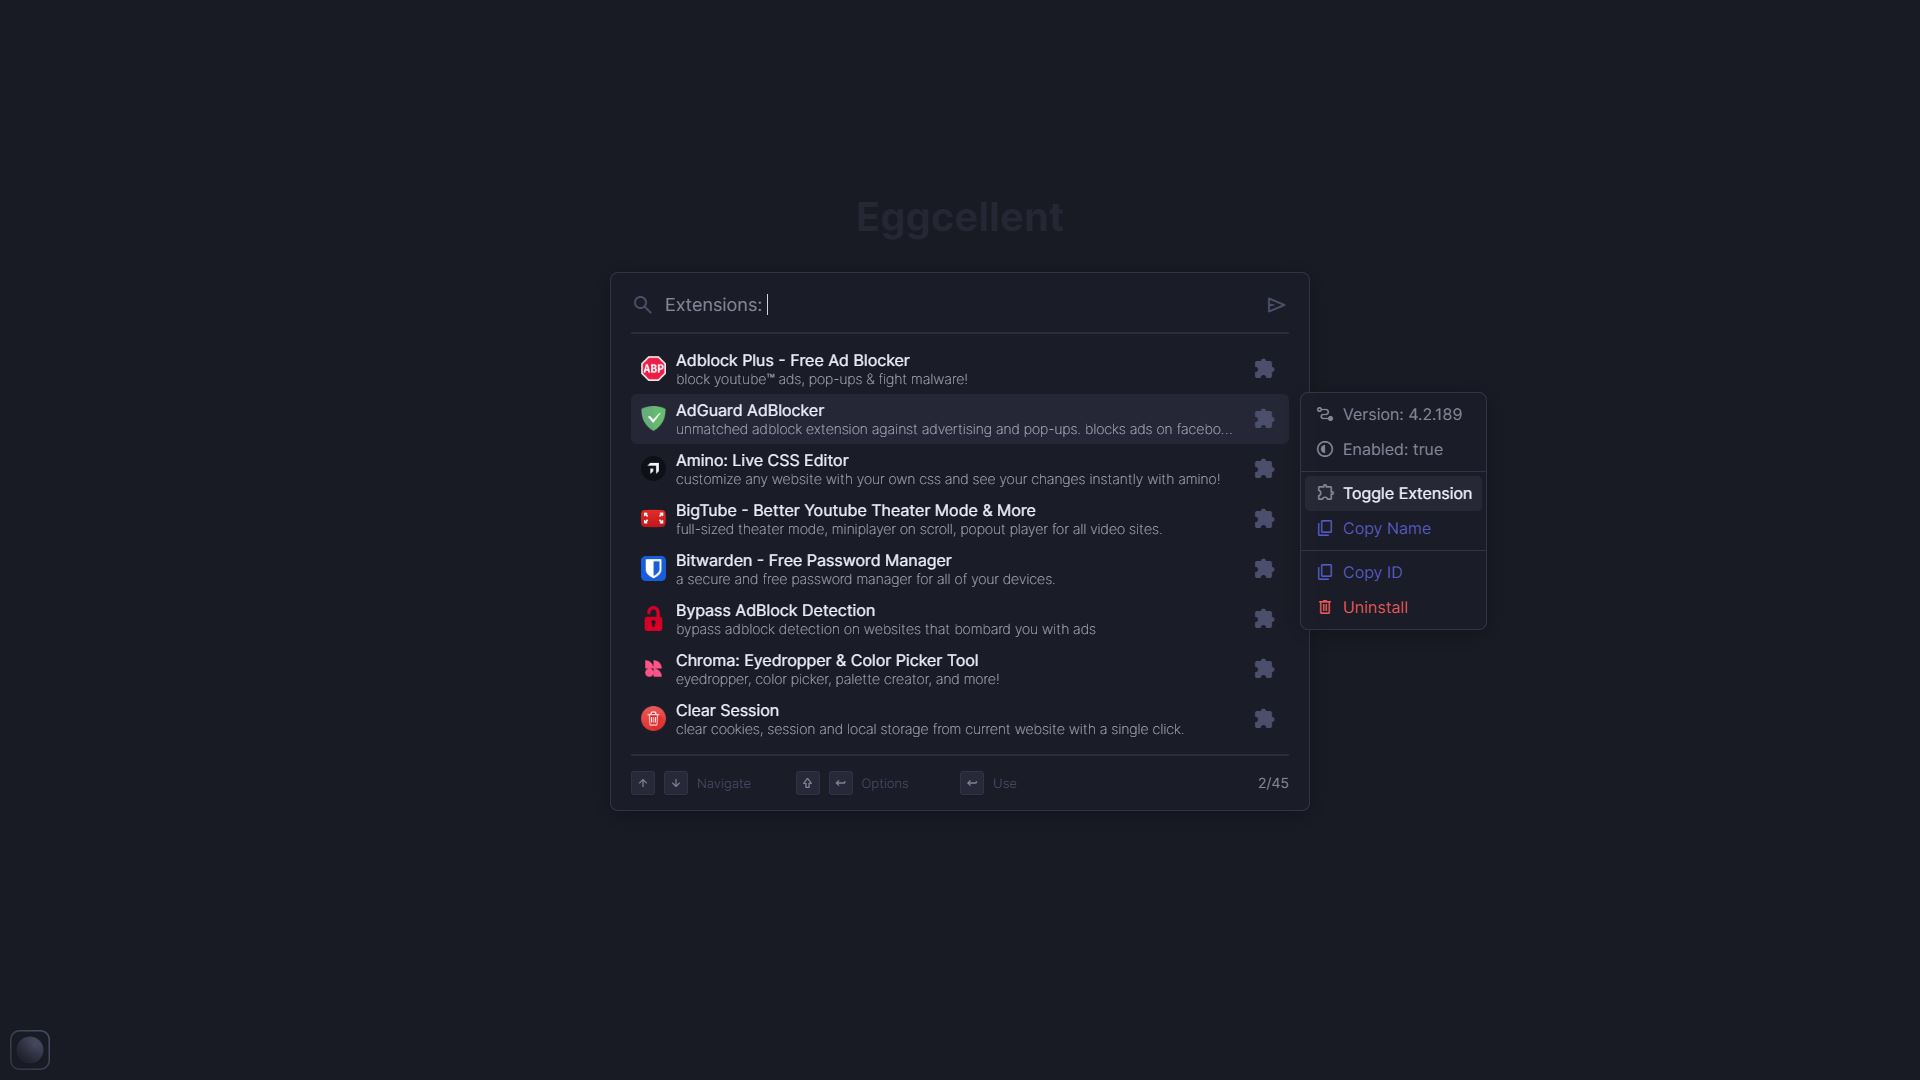 Eggcellent
Extensions:
Adblock Plus - Free Ad Blocker
block youtube™ ads, pop-ups & fight malware!
ABP
AdGuard AdBlocker
unmatched adblock extension against advertising and pop-ups. blocks ads on facebo...
Amino: Live CSS Editor
customize any website with your own css and see your changes instantly with amino!
BigTube - Better Youtube Theater Mode & More
full-sized theater mode, miniplayer on scroll, popout player for all video sites.
Bitwarden - Free Password Manager
a secure and free password manager for all of your devices.
Bypass AdBlock Detection
bypass adblock detection on websites that bombard you with ads
Chroma: Eyedropper & Color Picker Tool
eyedropper, color picker, palette creator, and more!
Clear Session
clear cookies, session and local storage from current website with a single click.
Navigate
Options
Use
2/45
Version: 4.2.189
Enabled: true
Toggle Extension
Copy Name
Copy ID
Uninstall